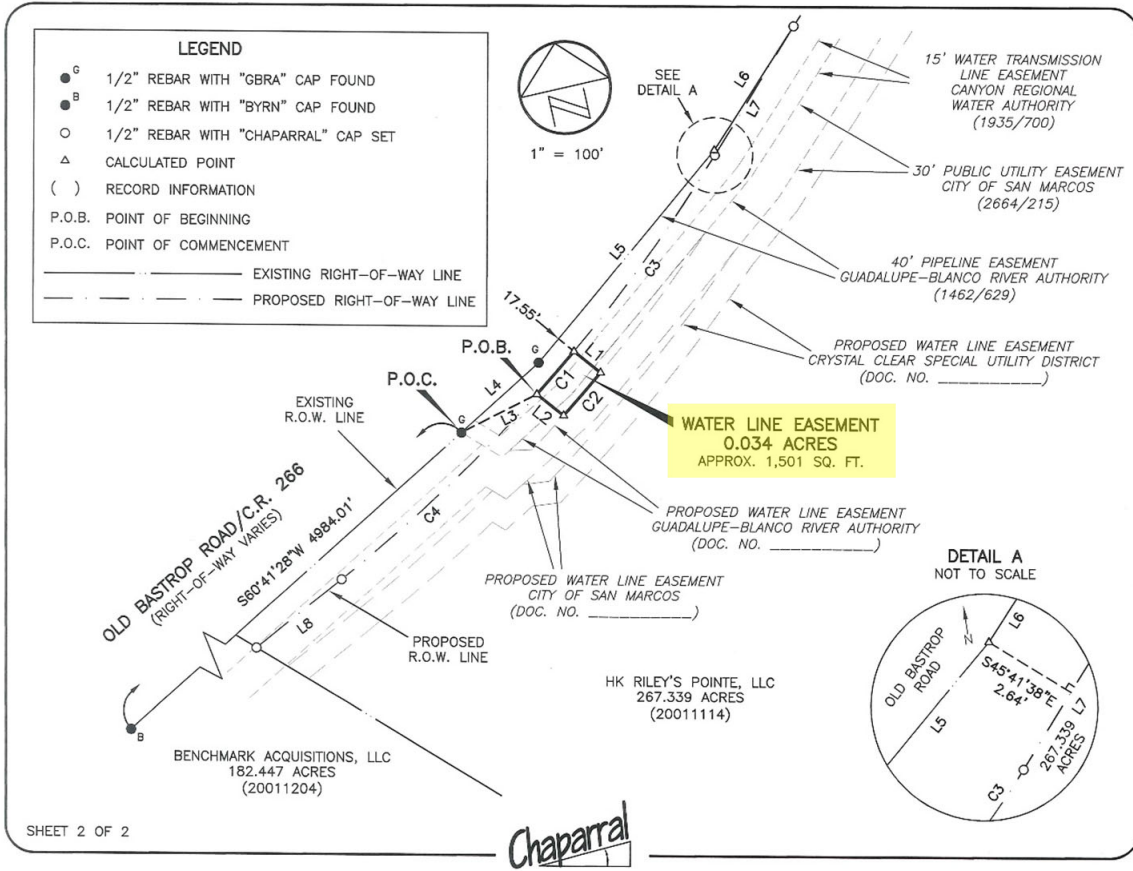 LEGEND
G
1/2" REBAR WITH "GBRA" CAP FOUND
B
1/2" REBAR WITH "BYRN" CAP FOUND
1/2" REBAR WITH "CHAPARRAL" CAP SET
CALCULATED POINT
( ) RECORD INFORMATION
P.O.B. POINT OF BEGINNING
P.O.C. POINT OF COMMENCEMENT
EXISTING RIGHT-OF-WAY LINE
PROPOSED RIGHT-OF-WAY LINE
N
1" = 100'
SEE
DETAIL A
L6
L7
15' WATER TRANSMISSION
LINE EASEMENT
CANYON REGIONAL
WATER AUTHORITY
(1935/700)
30' PUBLIC UTILITY EASEMENT
CITY OF SAN MARCOS
(2664/215)
L5
C3
40' PIPELINE EASEMENT
GUADALUPE-BLANCO RIVER AUTHORITY
(1462/629)
17.55'
PROPOSED WATER LINE EASEMENT
CRYSTAL CLEAR SPECIAL UTILITY DISTRICT
(DOC. NO. __________)
P.O.B.
G
L1
C1
C2
L2
P.O.C.
G
L4
L3
EXISTING
R.O.W. LINE
WATER LINE EASEMENT
0.034 ACRES
APPROX. 1,501 SQ. FT.
OLD BASTROP ROAD/C.R. 266
(RIGHT-OF-WAY VARIES)
S60°41'28"W 4984.01'
C4
PROPOSED WATER LINE EASEMENT
GUADALUPE-BLANCO RIVER AUTHORITY
(DOC. NO. __________)
PROPOSED WATER LINE EASEMENT
CITY OF SAN MARCOS
(DOC. NO. __________)
L8
PROPOSED
R.O.W. LINE
B
HK RILEY'S POINTE, LLC
267.339 ACRES
(20011114)
BENCHMARK ACQUISITIONS, LLC
182.447 ACRES
(20011204)
DETAIL A
NOT TO SCALE
OLD BASTROP
ROAD
N
L6
S45°41'38"E
2.64'
L5
L7
267.339
ACRES
C3
SHEET 2 OF 2
Chaparral